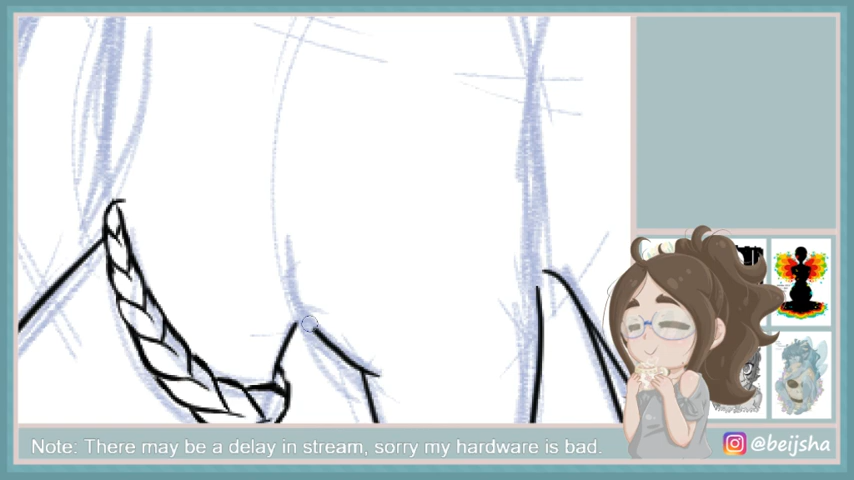 Note: There may be a delay in stream, sorry my hardware is bad.
@beijsha